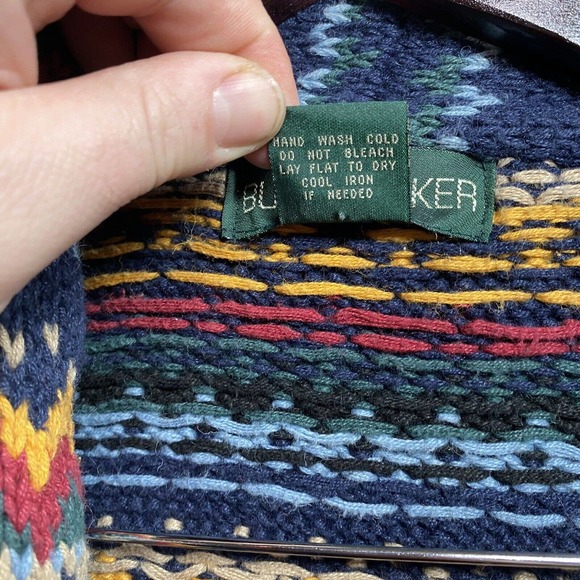 HAND WASH COLD
DO NOT BLEACH
LAY FLAT TO DRY
COOL IRON
IF NEEDED